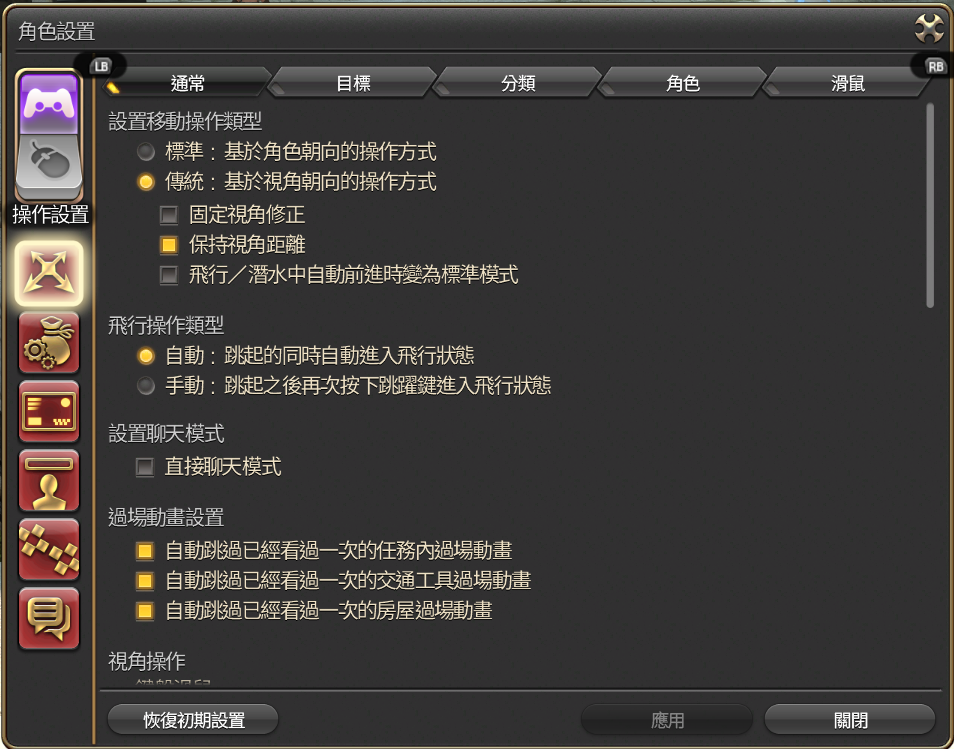 角色設置
LB
RB
通常
目標
分類
角色
滑鼠
操作設置
設置移動操作類型
標準：基於角色朝向的操作方式
傳統：基於視角朝向的操作方式
固定視角修正
保持視角距離
飛行／潛水中自動前進時變為標準模式
飛行操作類型
自動：跳起的同時自動進入飛行狀態
手動：跳起之後再次按下跳躍鍵進入飛行狀態
設置聊天模式
直接聊天模式
過場動畫設置
自動跳過已經看過一次的任務內過場動畫
自動跳過已經看過一次的交通工具過場動畫
自動跳過已經看過一次的房屋過場動畫
視角操作
恢復初期設置
應用
關閉